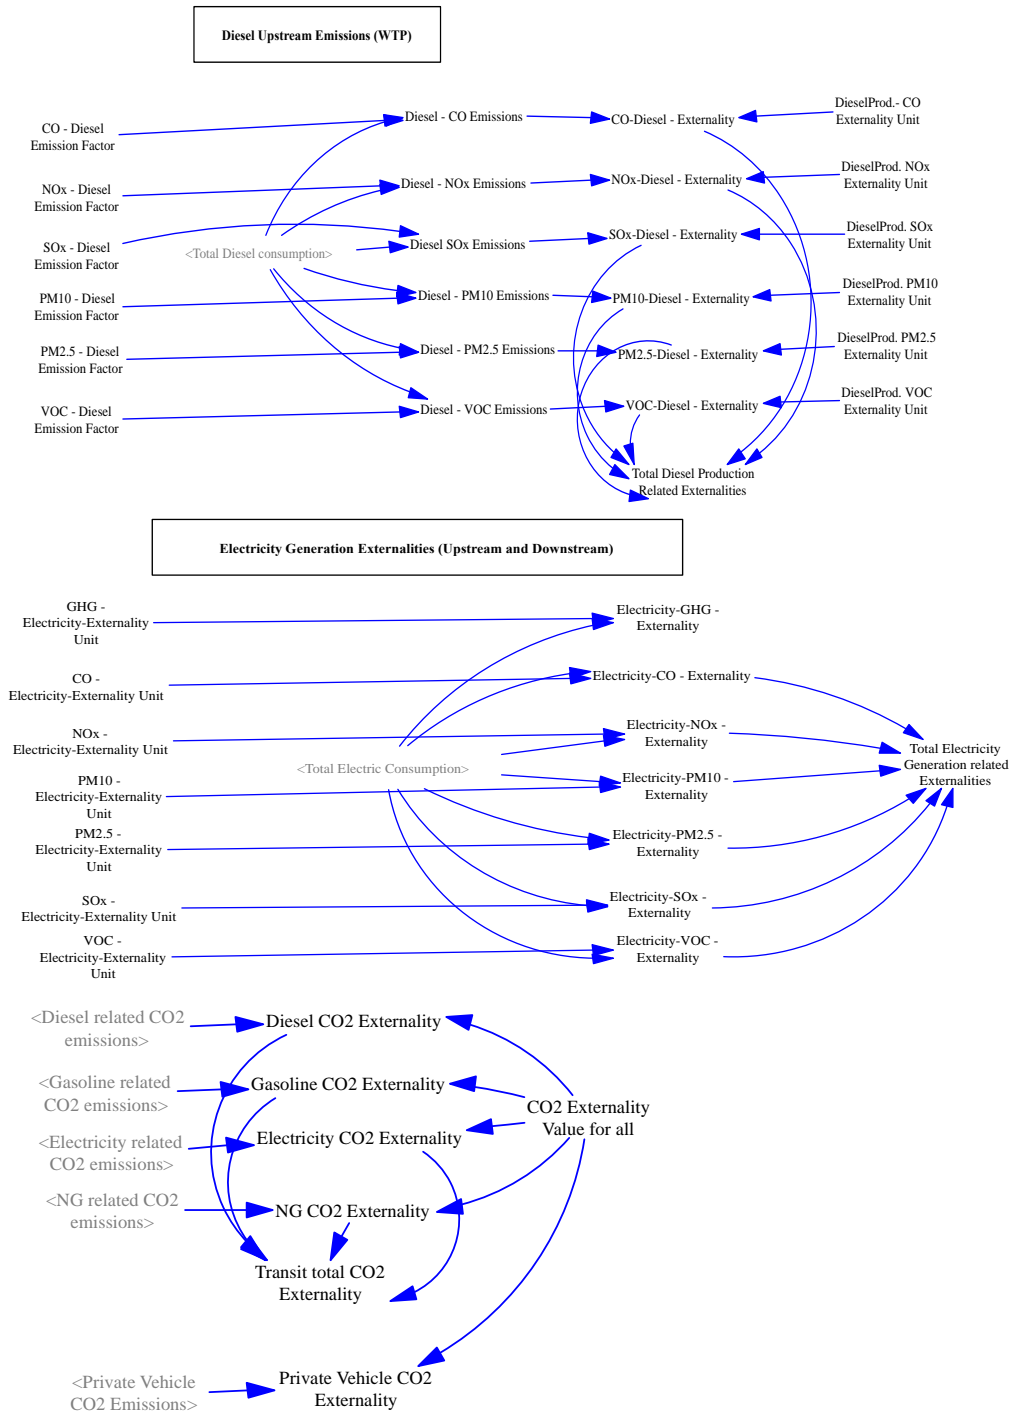 Diesel Upstream Emissions (WTP)
CO - Diesel
Emission Factor
Diesel - CO Emissions
CO-Diesel - Externality
DieselProd.- CO
Externality Unit
NOx - Diesel
Emission Factor
Diesel - NOx Emissions
NOx-Diesel - Externality
DieselProd. NOx
Externality Unit
SOx - Diesel
Emission Factor
<Total Diesel consumption>
Diesel SOx Emissions
SOx-Diesel - Externality
DieselProd. SOx
Externality Unit
PM10 - Diesel
Emission Factor
Diesel - PM10 Emissions
PM10-Diesel - Externality
DieselProd. PM10
Externality Unit
PM2.5 - Diesel
Emission Factor
Diesel - PM2.5 Emissions
PM2.5-Diesel - Externality
DieselProd. PM2.5
Externality Unit
VOC - Diesel
Emission Factor
Diesel - VOC Emissions
VOC-Diesel - Externality
DieselProd. VOC
Externality Unit
Total Diesel Production
Related Externalities
Electricity Generation Externalities (Upstream and Downstream)
GHG -
Electricity-Externality
Unit
Electricity-GHG -
Externality
CO -
Electricity-Externality Unit
Electricity-CO - Externality
NOx -
Electricity-Externality Unit
Electricity-NOx -
Externality
<Total Electric Consumption>
Total Electricity
Generation related
Externalities
PM10 -
Electricity-Externality
Unit
Electricity-PM10 -
Externality
PM2.5 -
Electricity-Externality
Unit
Electricity-PM2.5 -
Externality
SOx -
Electricity-Externality Unit
Electricity-SOx -
Externality
VOC -
Electricity-Externality
Unit
Electricity-VOC -
Externality
<Diesel related CO2
emissions>
Diesel CO2 Externality
<Gasoline related
CO2 emissions>
Gasoline CO2 Externality
CO2 Externality
Value for all
<Electricity related
CO2 emissions>
Electricity CO2 Externality
<NG related CO2
emissions>
NG CO2 Externality
Transit total CO2
Externality
<Private Vehicle
CO2 Emissions>
Private Vehicle CO2
Externality